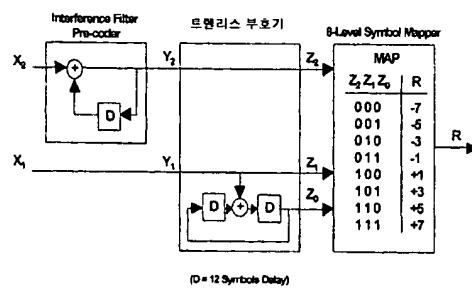 Interference Filter
Pre-coder
트렌리스 부호기
8-Level Symbol Mapper
MAP
X₂
Y₂
Z₂
Z₂ Z₁ Z₀ R
+
D
000 -7
001 -5
010 -3
011 -1
100 +1
101 +3
110 +5
111 +7
R
X₁
Y₁
Z₁
Z₀
D
+
D
(D = 12 Symbols Delay)